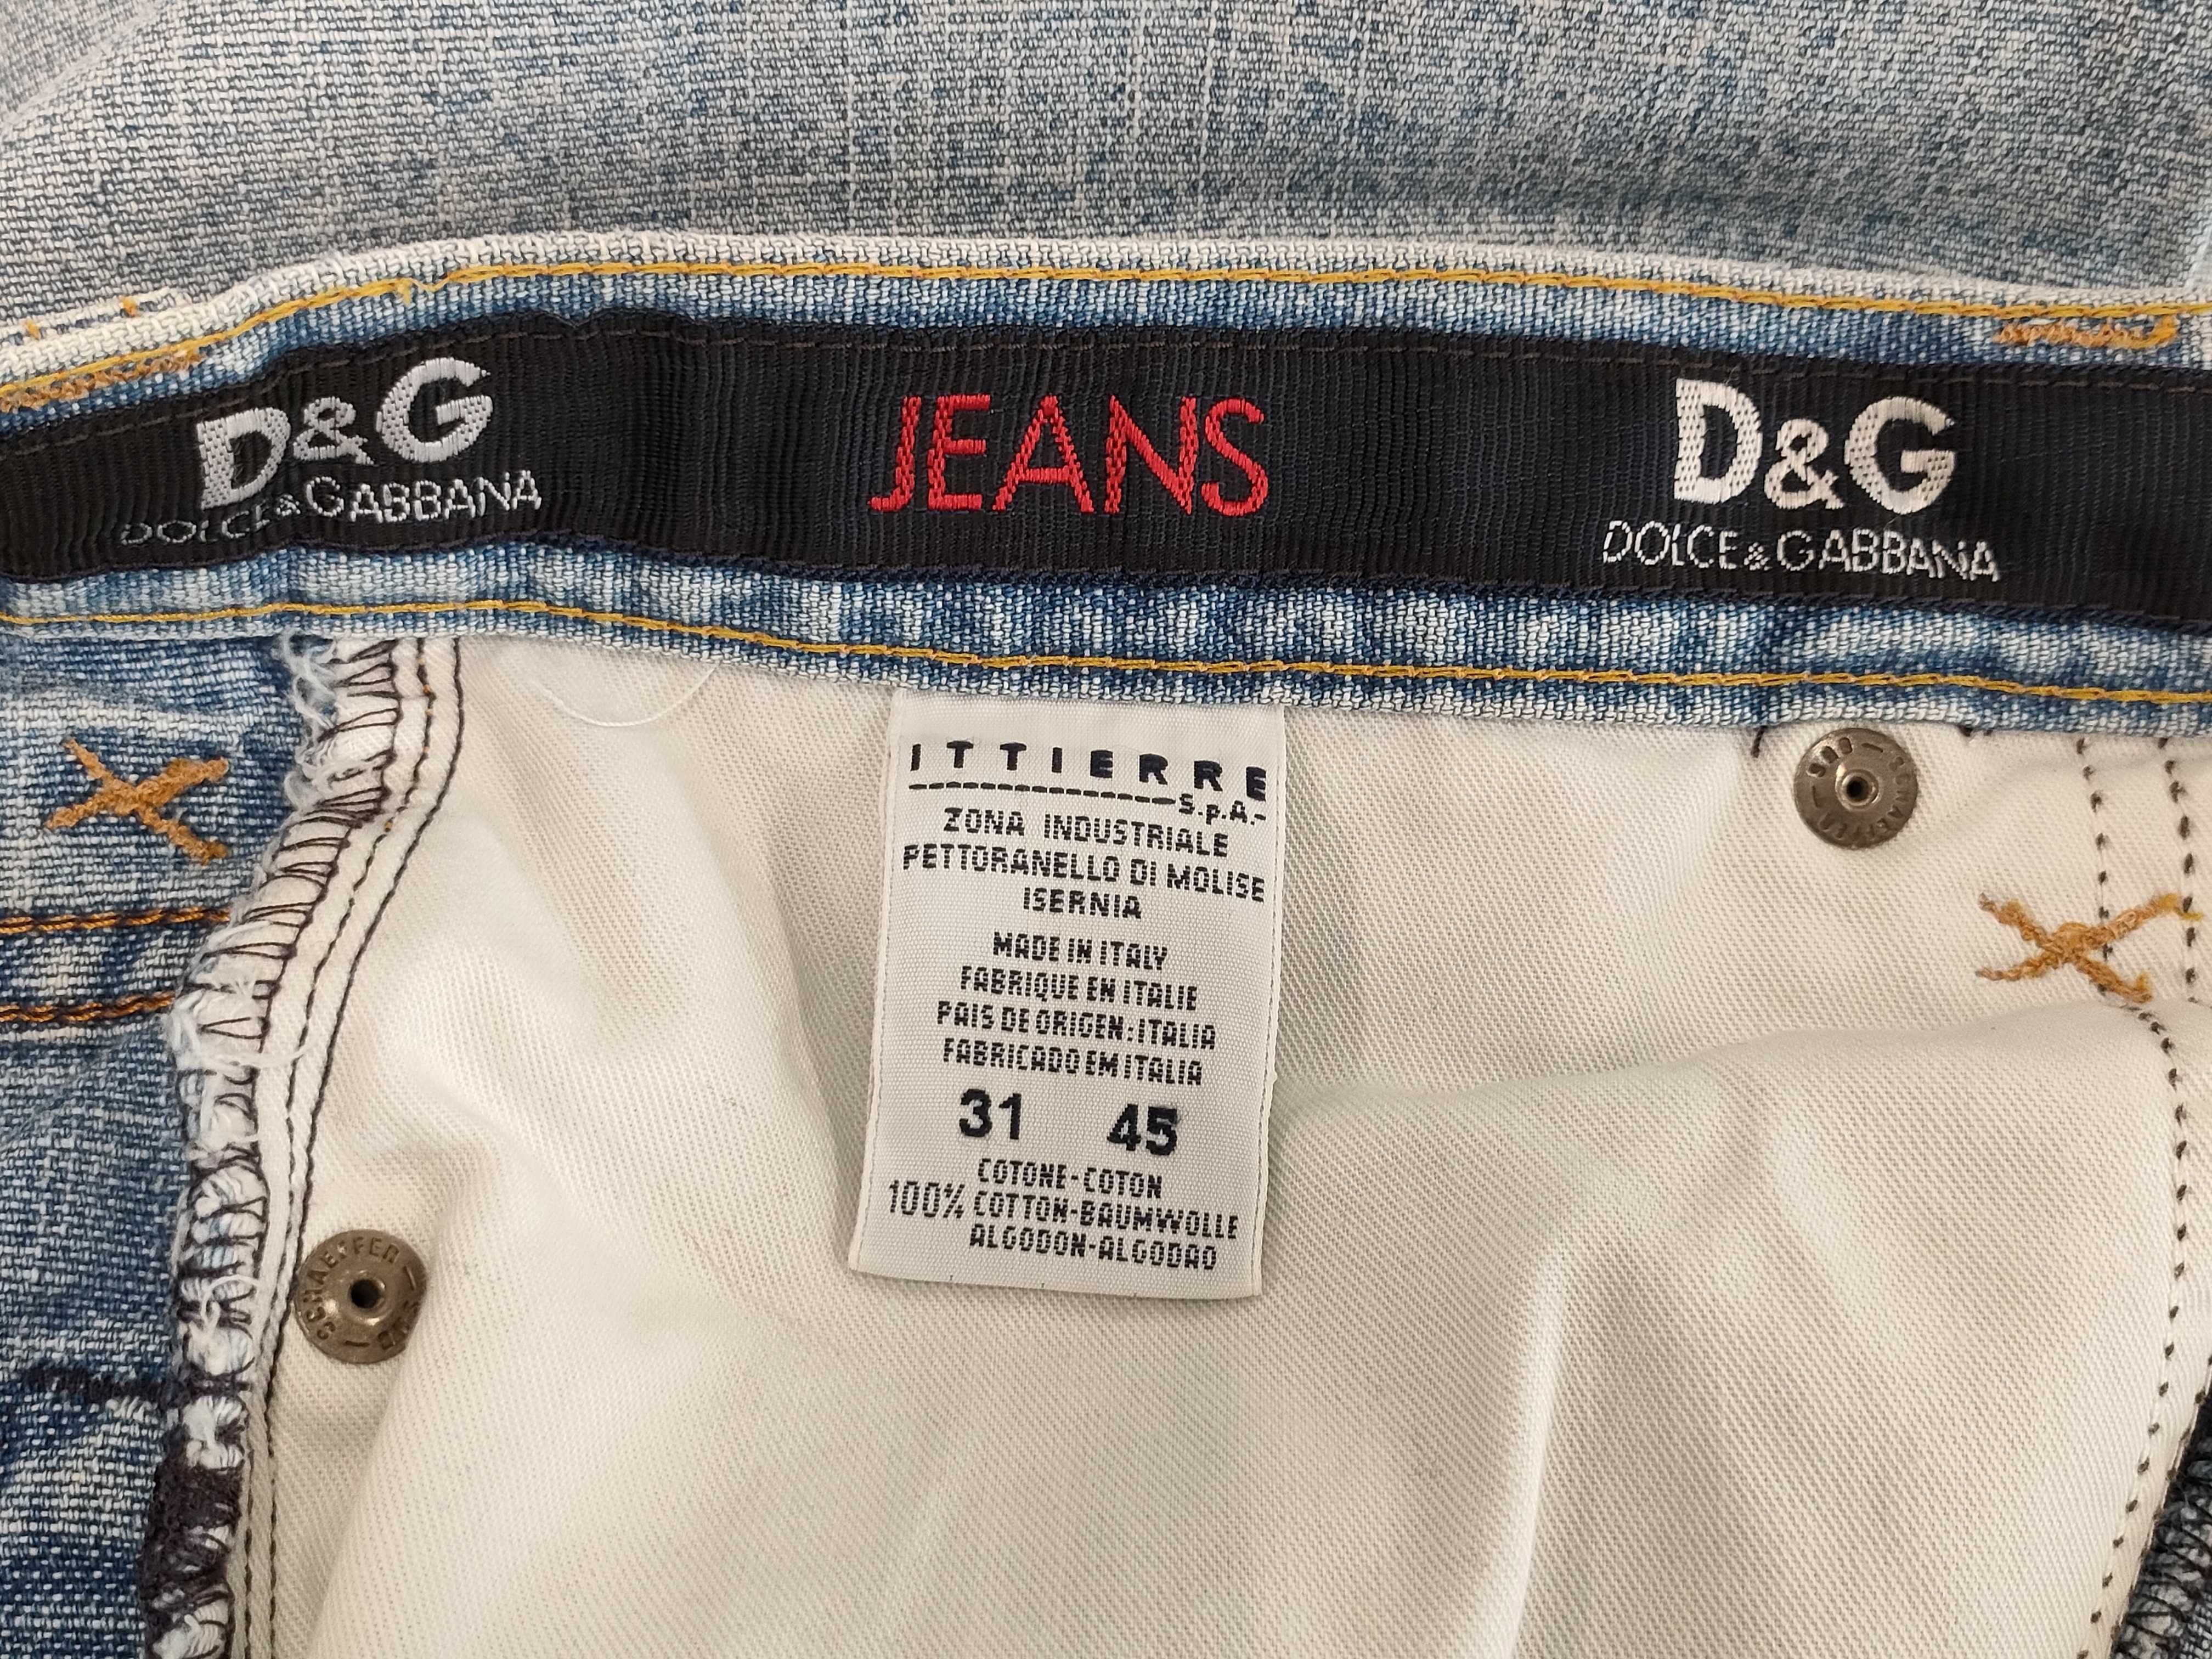 D&G
DOLCE&GABBANA
JEANS
D&G
DOLCE&GABBANA
ITTIERRE
S.p.A.-
ZONA INDUSTRIALE
PETTORANELLO DI MOLISE
ISERNIA
MADE IN ITALY
FABRIQUE EN ITALIE
PAIS DE ORIGEN:ITALIA
FABRICADO EM ITALIA
31 45
COTONE-COTON
100% COTTON-BAUMWOLLE
ALGODON-ALGODAO
SCHAEFFER